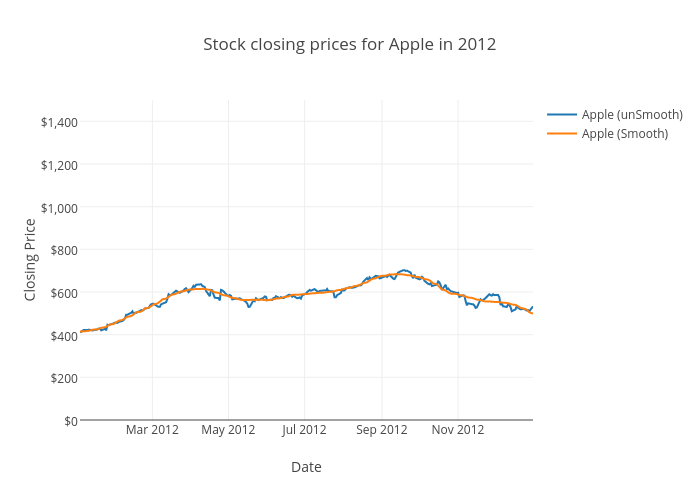 Stock closing prices for Apple in 2012
Apple (unSmooth)
Apple (Smooth)
$1,400
$1,200
$1,000
$800
$600
$400
$200
$0
Closing Price
Mar 2012
May 2012
Jul 2012
Sep 2012
Nov 2012
Date